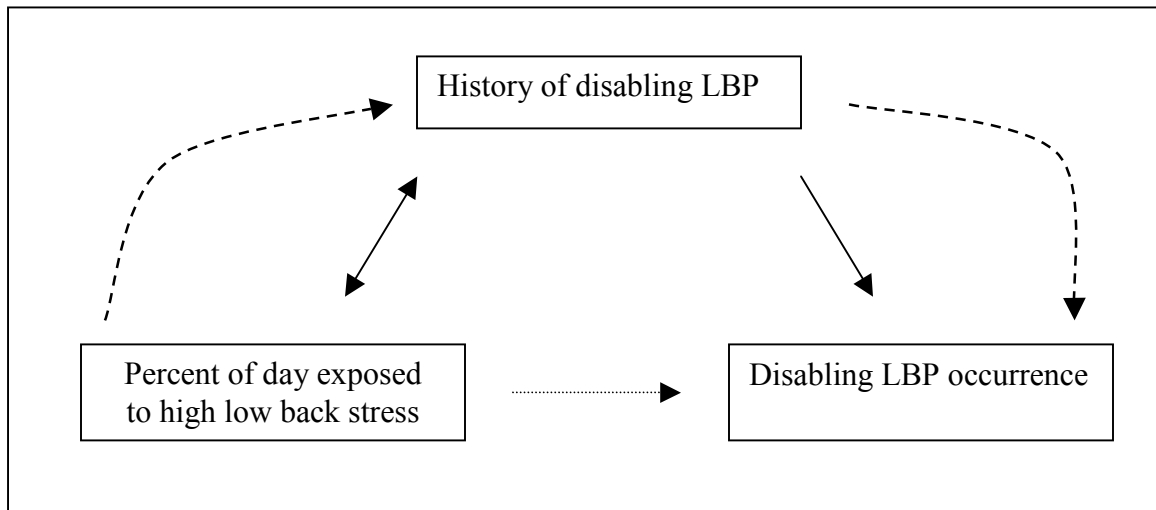 History of disabling LBP
Percent of day exposed
to high low back stress
Disabling LBP occurrence